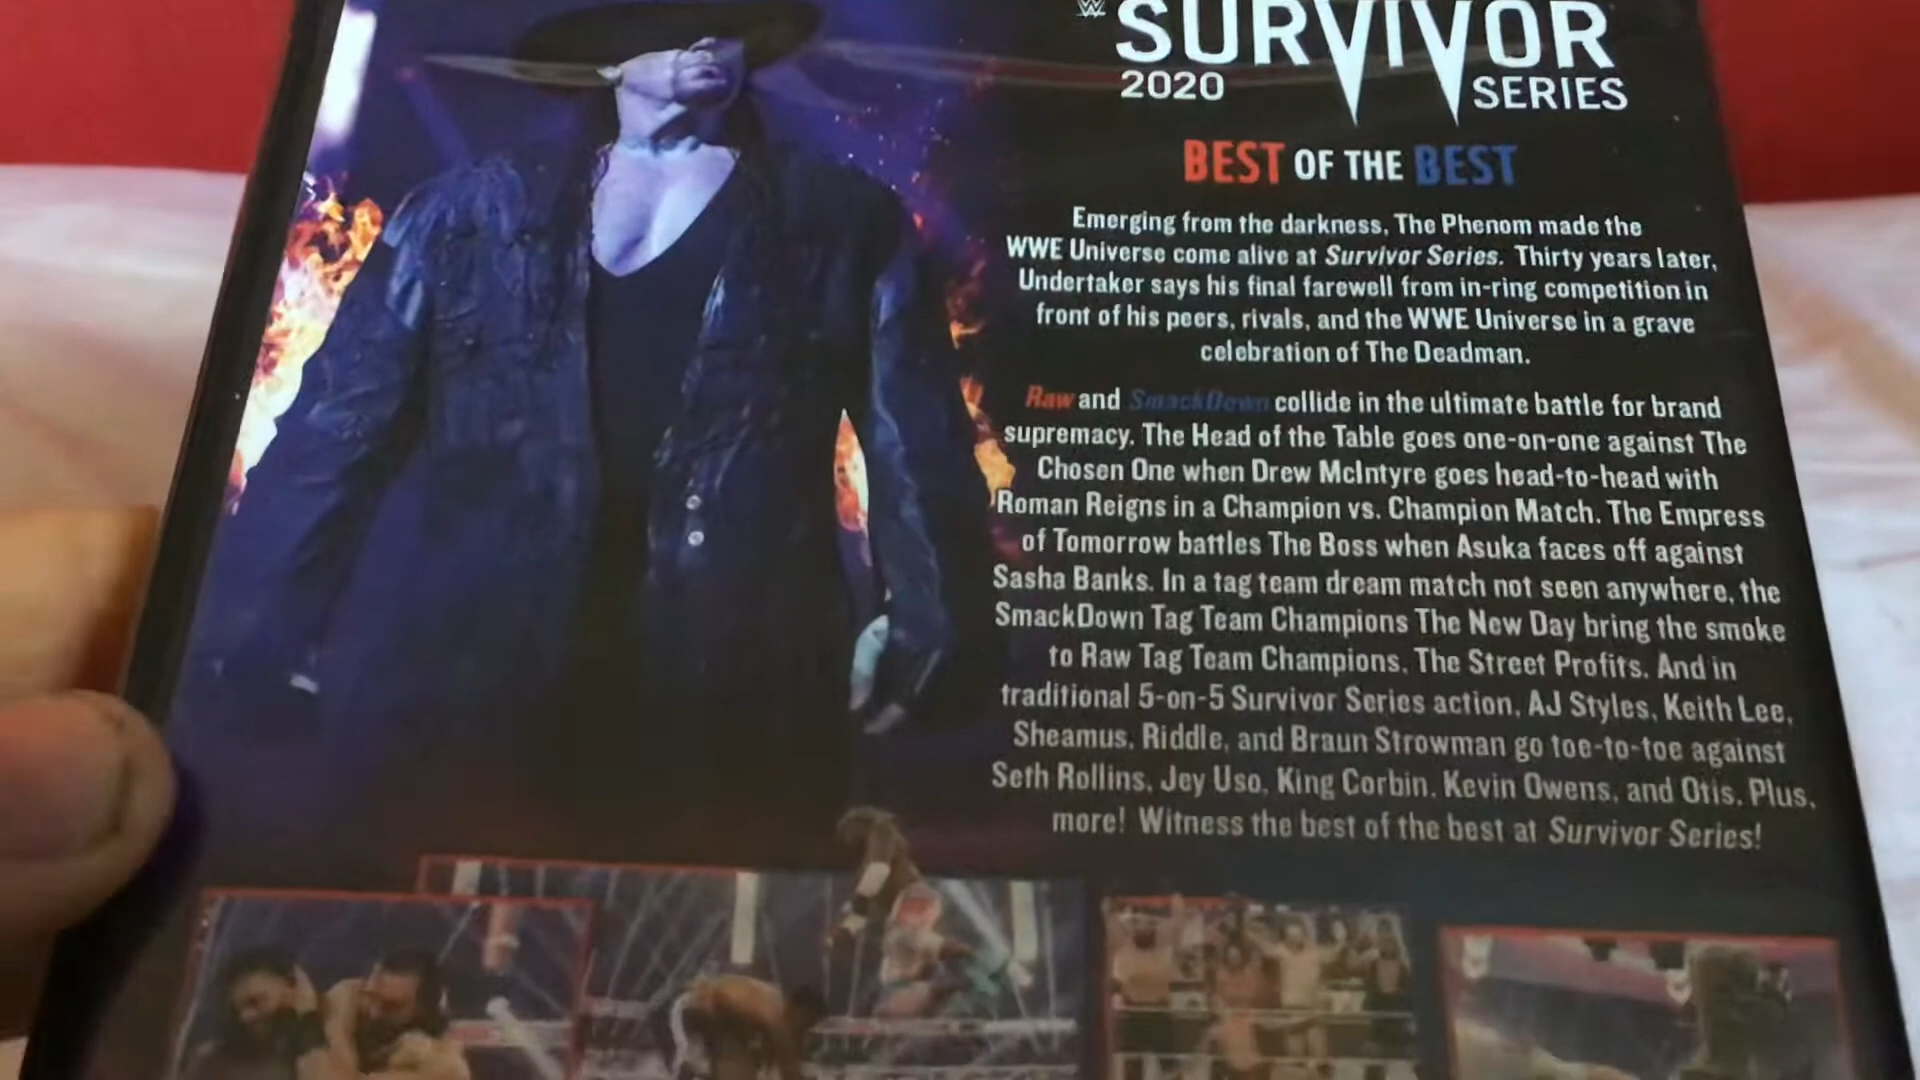 W
SURVIVOR
2020 SERIES
BEST OF THE BEST
Emerging from the darkness, The Phenom made the
WWE Universe come alive at Survivor Series. Thirty years later,
Undertaker says his final farewell from in-ring competition in
front of his peers, rivals, and the WWE Universe in a grave
celebration of The Deadman.
Raw and SmackDown collide in the ultimate battle for brand
supremacy. The Head of the Table goes one-on-one against The
Chosen One when Drew McIntyre goes head-to-head with
Roman Reigns in a Champion vs. Champion Match. The Empress
of Tomorrow battles The Boss when Asuka faces off against
Sasha Banks. In a tag team dream match not seen anywhere, the
SmackDown Tag Team Champions The New Day bring the smoke
to Raw Tag Team Champions, The Street Profits. And in
traditional 5-on-5 Survivor Series action, AJ Styles, Keith Lee,
Sheamus, Riddle, and Braun Strowman go toe-to-toe against
Seth Rollins, Jey Uso, King Corbin, Kevin Owens, and Otis. Plus,
more! Witness the best of the best at Survivor Series!